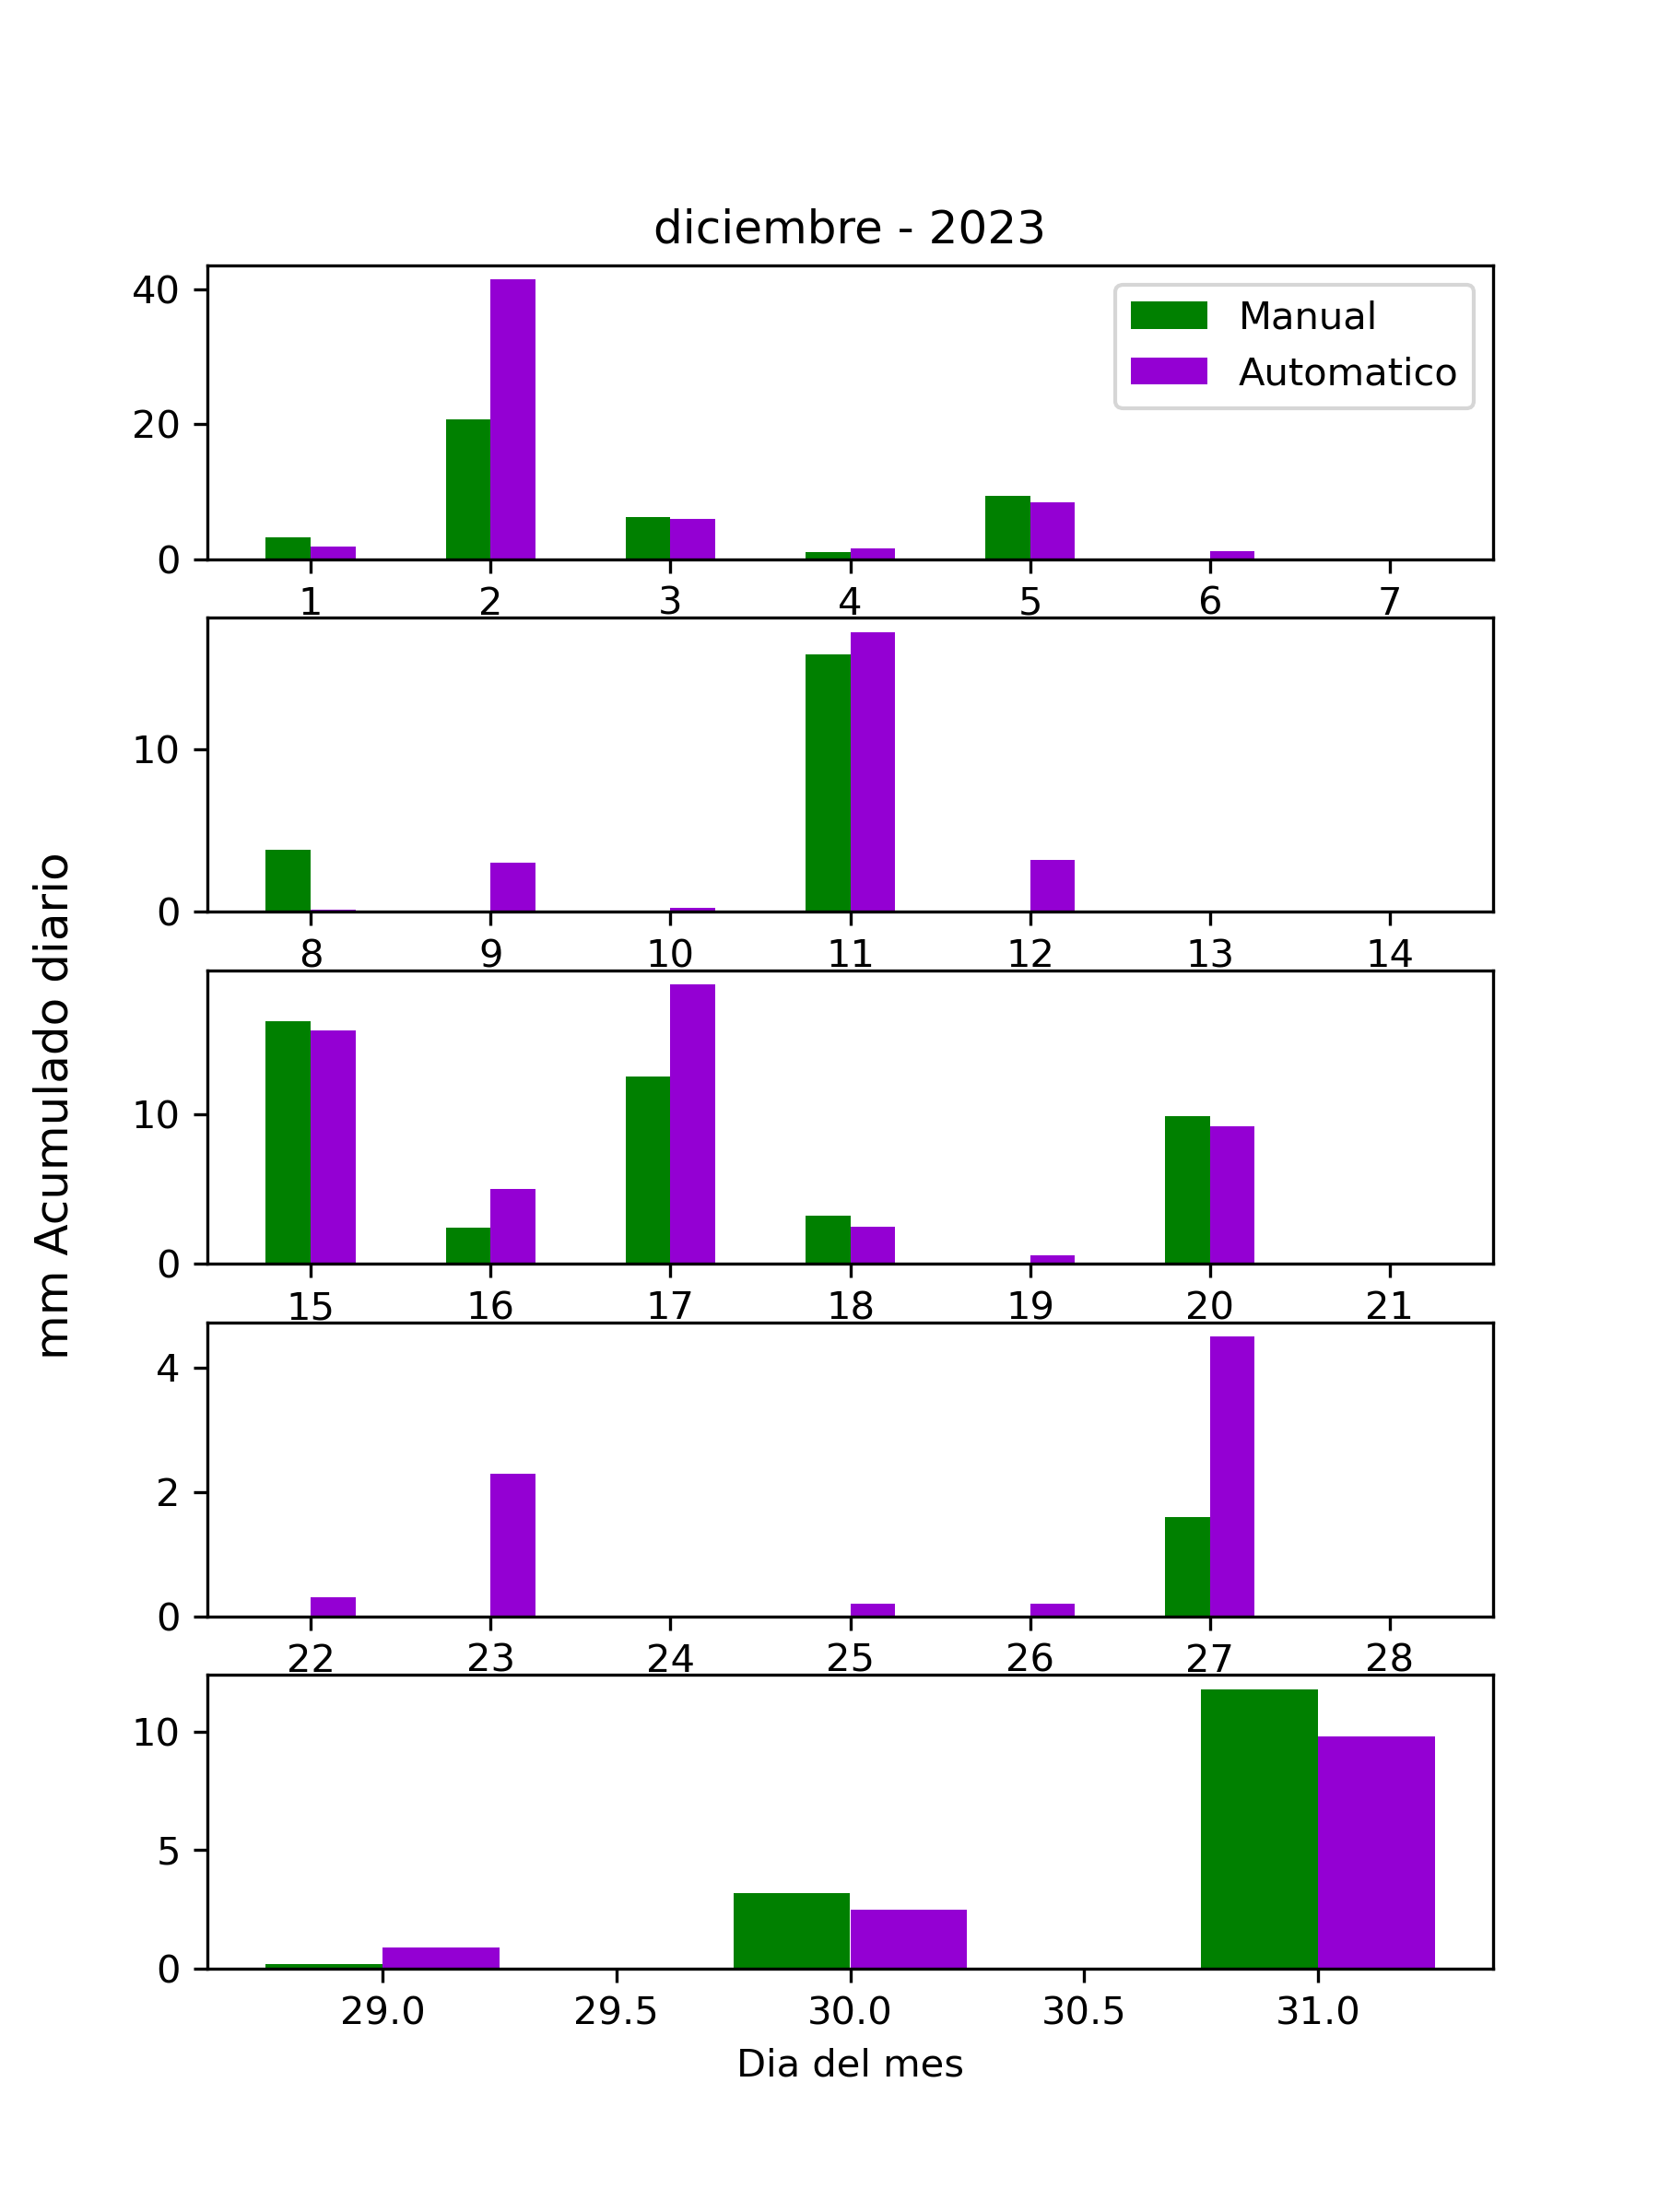 diciembre - 2023
Manual
Automatico
40
20
0
1 2 3 4 5 6 7
10
0
8 9 10 11 12 13 14
mm Acumulado diario
10
0
15 16 17 18 19 20 21
4
2
0
22 23 24 25 26 27 28
10
5
0
29.0 29.5 30.0 30.5 31.0
Dia del mes